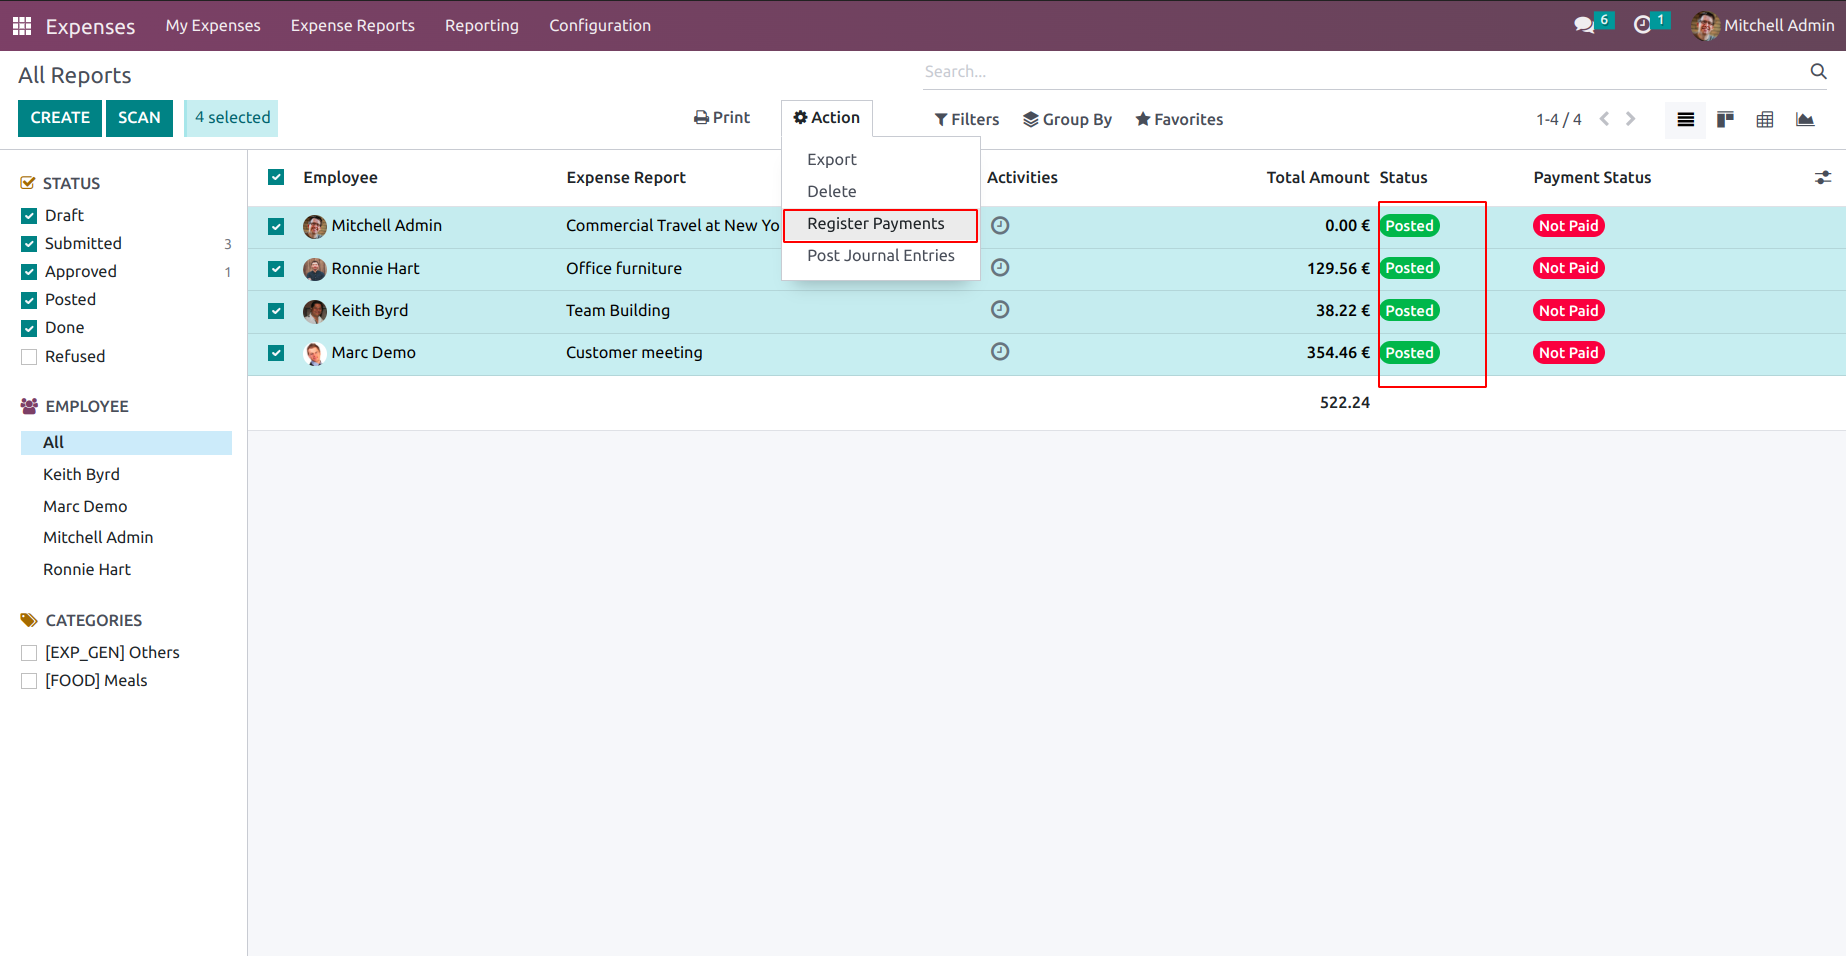 Expenses My Expenses Expense Reports Reporting Configuration 6 1 Mitchell Admin
All Reports Search...
CREATE SCAN 4 selected Print Action Filters Group By Favorites 1-4 / 4
Export
Delete
Register Payments
Post Journal Entries
STATUS
Draft
Submitted 3
Approved 1
Posted
Done
Refused
EMPLOYEE
All
Keith Byrd
Marc Demo
Mitchell Admin
Ronnie Hart
CATEGORIES
[EXP_GEN] Others
[FOOD] Meals
Employee Expense Report Activities Total Amount Status Payment Status
Mitchell Admin Commercial Travel at New Yo 0.00 € Posted Not Paid
Ronnie Hart Office furniture 129.56 € Posted Not Paid
Keith Byrd Team Building 38.22 € Posted Not Paid
Marc Demo Customer meeting 354.46 € Posted Not Paid
522.24